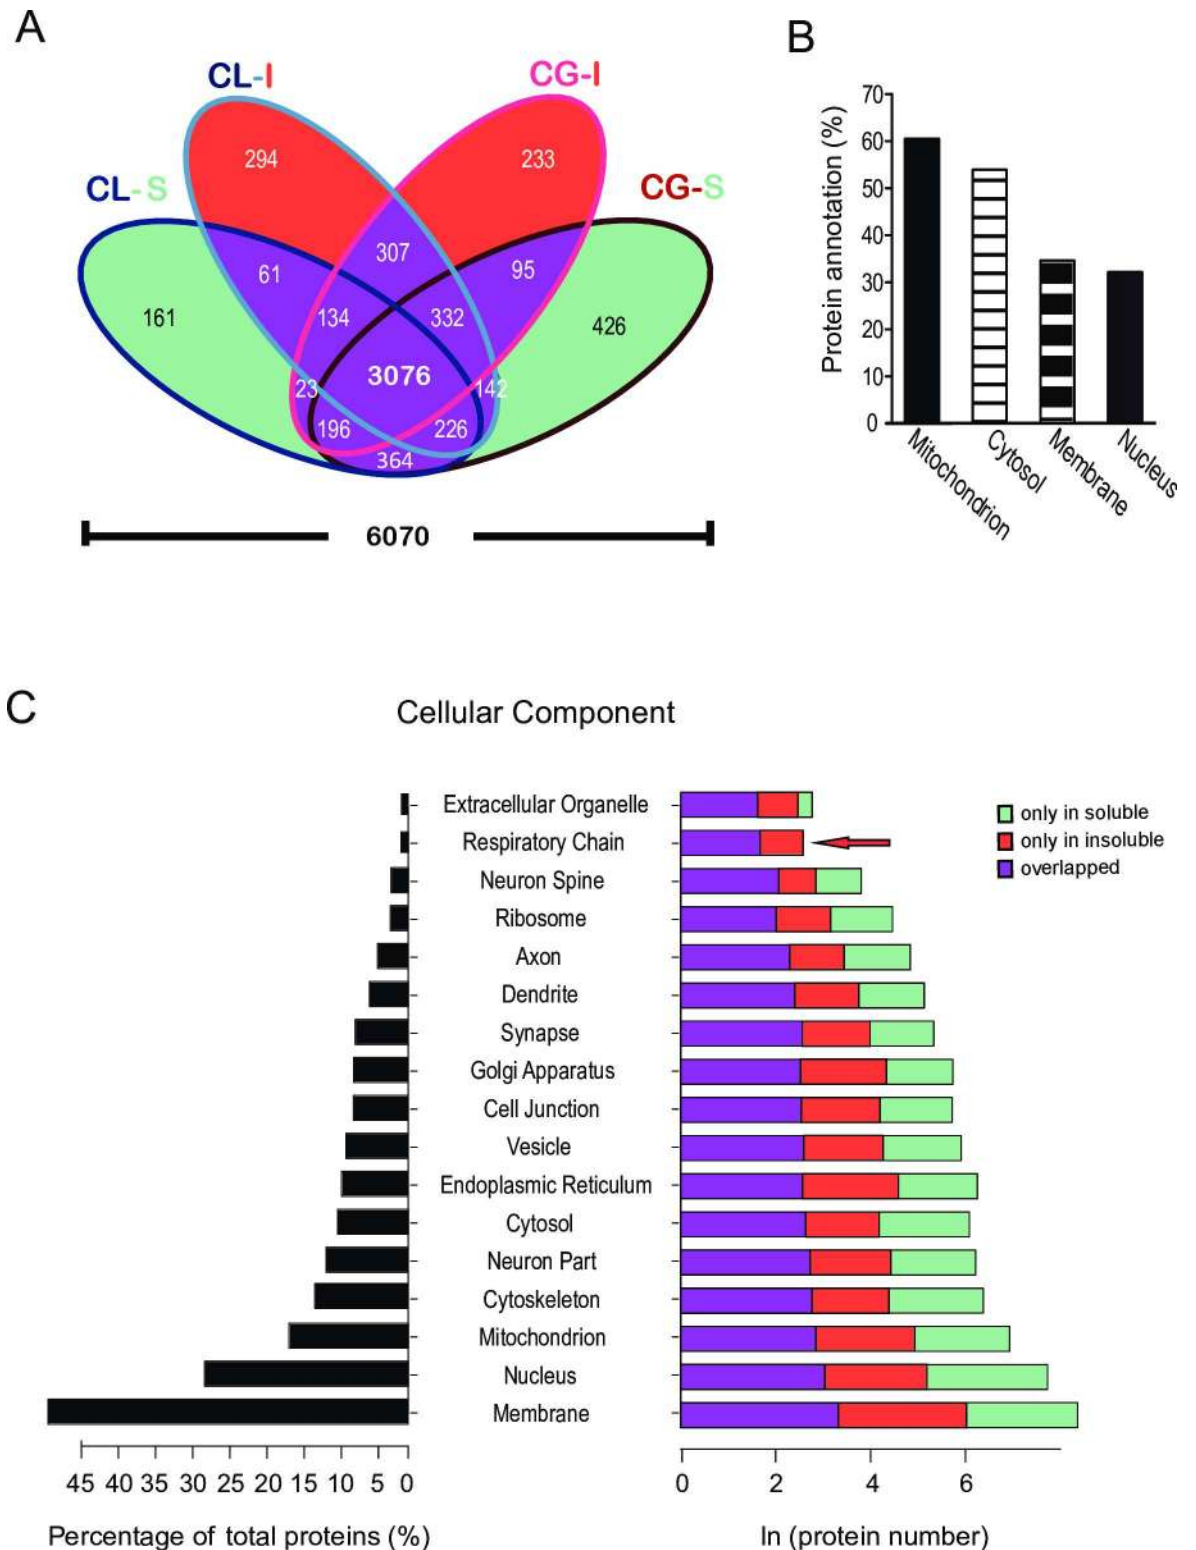 A
B
CL-I
CG-I
CL-S
CG-S
294
233
307
61
95
161
134
332
426
3076
23
142
196
226
364
6070
Protein annotation (%)
70
60
50
40
30
20
10
0
Mitochondrion
Cytosol
Membrane
Nucleus
C
Cellular Component
Extracellular Organelle
Respiratory Chain
Neuron Spine
Ribosome
Axon
Dendrite
Synapse
Golgi Apparatus
Cell Junction
Vesicle
Endoplasmic Reticulum
Cytosol
Neuron Part
Cytoskeleton
Mitochondrion
Nucleus
Membrane
only in soluble
only in insoluble
overlapped
45 40 35 30 25 20 15 10 5 0
0 2 4 6
Percentage of total proteins (%)
ln (protein number)